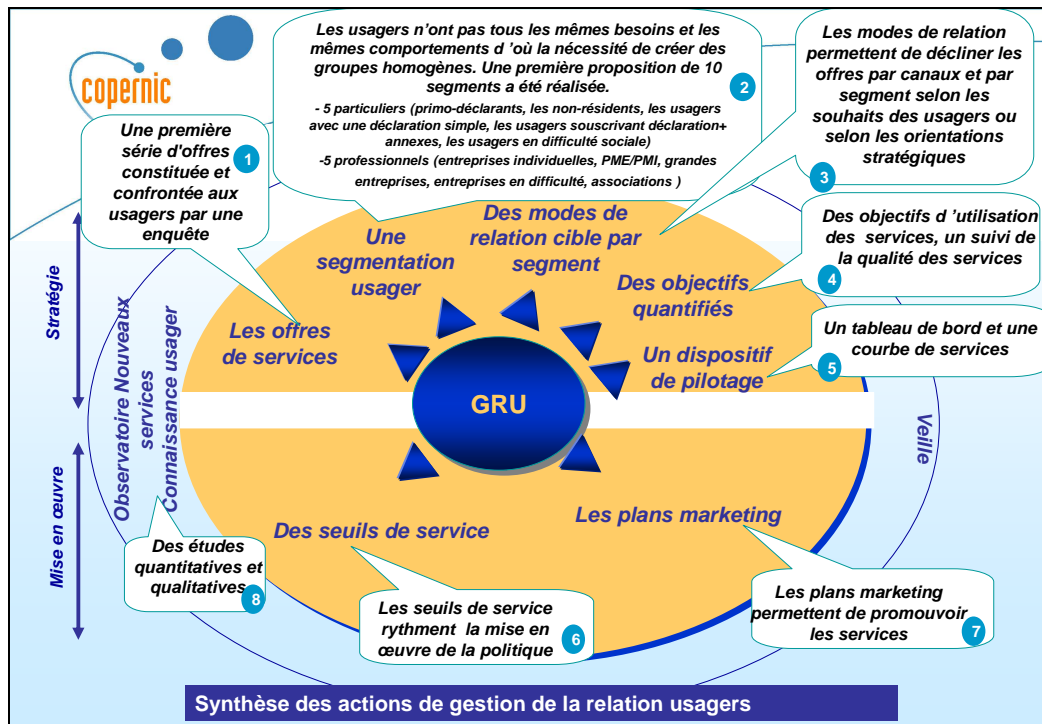 copernic
Une première
série d'offres
constituée et
confrontée aux
usagers par une
enquête
1
Les usagers n'ont pas tous les mêmes besoins et les
mêmes comportements d 'où la nécessité de créer des
groupes homogènes. Une première proposition de 10
segments a été réalisée.
- 5 particuliers (primo-déclarants, les non-résidents, les usagers
avec une déclaration simple, les usagers souscrivant déclaration+
annexes, les usagers en difficulté sociale)
-5 professionnels (entreprises individuelles, PME/PMI, grandes
entreprises, entreprises en difficulté, associations )
2
Les modes de relation
permettent de décliner les
offres par canaux et par
segment selon les
souhaits des usagers ou
selon les orientations
stratégiques
3
Des objectifs d 'utilisation
des services, un suivi de
la qualité des services
4
Un tableau de bord et une
courbe de services
5
Stratégie
Mise en œuvre
Observatoire Nouveaux
services
Connaissance usager
Les offres
de services
Une
segmentation
usager
Des modes de
relation cible par
segment
Des objectifs
quantifiés
Un dispositif
de pilotage
GRU
Veille
Des seuils de service
Les plans marketing
Les seuils de service
rythment la mise en
œuvre de la politique
6
Les plans marketing
permettent de promouvoir
les services
7
Des études
quantitatives et
qualitatives
8
Synthèse des actions de gestion de la relation usagers